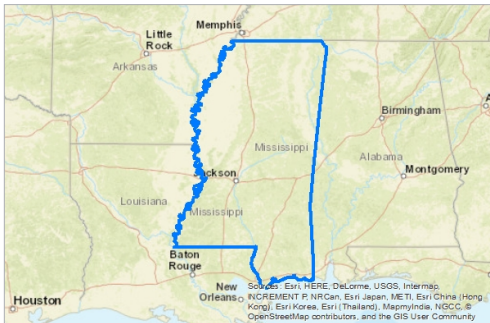 Memphis
Little
Rock
Arkansas
Birmingham
Mississippi
Alabama
Jackson
Montgomery
Louisiana
Mississippi
Baton
Rouge
New
Orleans
Houston
Sources: Esri, HERE, DeLorme, USGS, Intermap,
INCREMENT P, NRCan, Esri Japan, METI, Esri China (Hong
Kong), Esri Korea, Esri (Thailand), MapmyIndia, NGCC, ©
OpenStreetMap contributors, and the GIS User Community